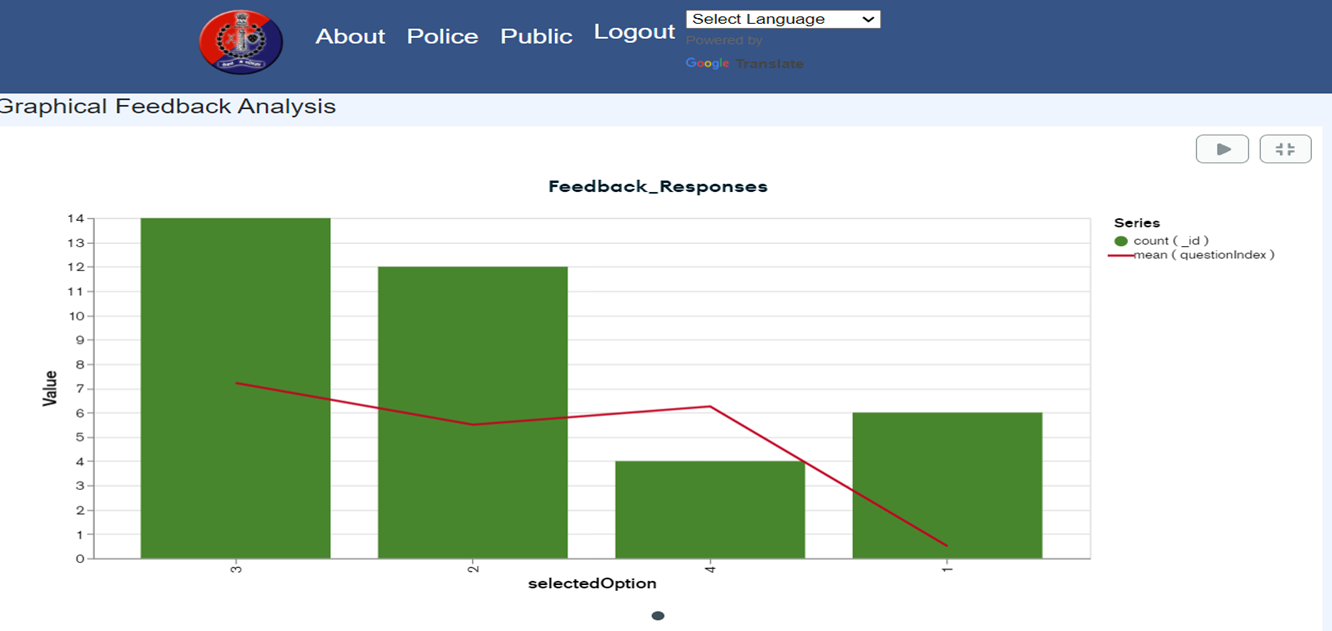 About Police Public Logout Select Language
Powered by
Google Translate
Graphical Feedback Analysis
Feedback_Responses
Series
count ( _id )
mean ( questionIndex )
Value
14
13
12
11
10
9
8
7
6
5
4
3
2
1
0
3 2 4 1
selectedOption